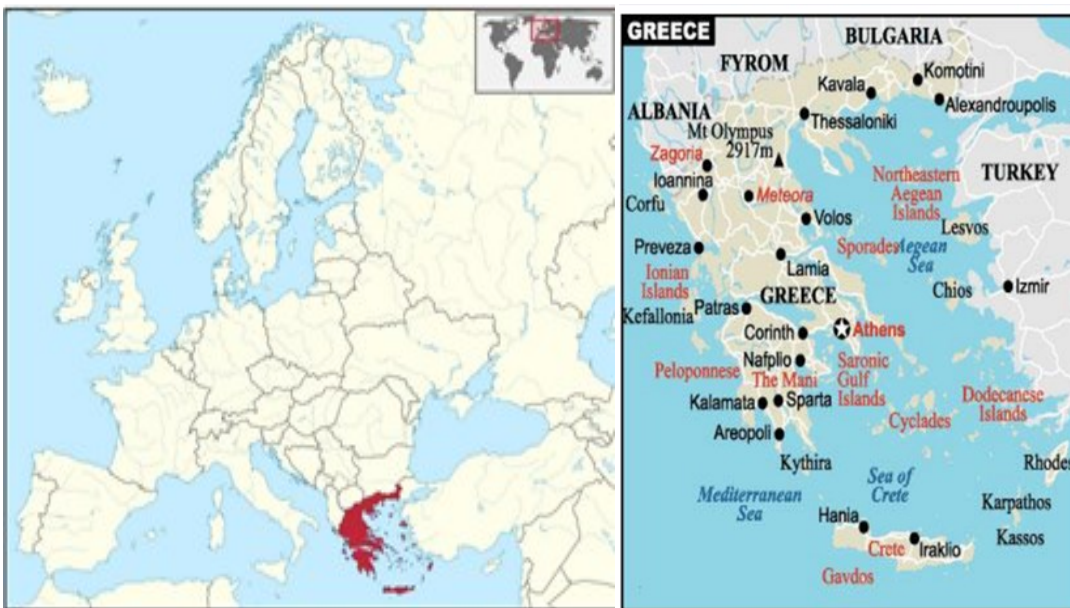 GREECE
BULGARIA
FYROM
Komotini
Kavala
Alexandroupolis
ALBANIA
Thessaloniki
Mt Olympus
2917m
Zagoria
TURKEY
Northeastern
Aegean
Islands
Ioannina
Meteora
Corfu
Volos
Lesvos
Preveza
Sporades
Aegean
Sea
Lamia
Ionian
Islands
Chios
Izmir
GREECE
Patras
Kefallonia
Corinth
Athens
Nafplio
Saronic
Gulf
Islands
Peloponnese
The Mani
Dodecanese
Islands
Kalamata
Sparta
Cyclades
Areopoli
Kythira
Rhodes
Sea of
Crete
Mediterranean
Sea
Karpathos
Hania
Kassos
Crete
Iraklio
Gavdos